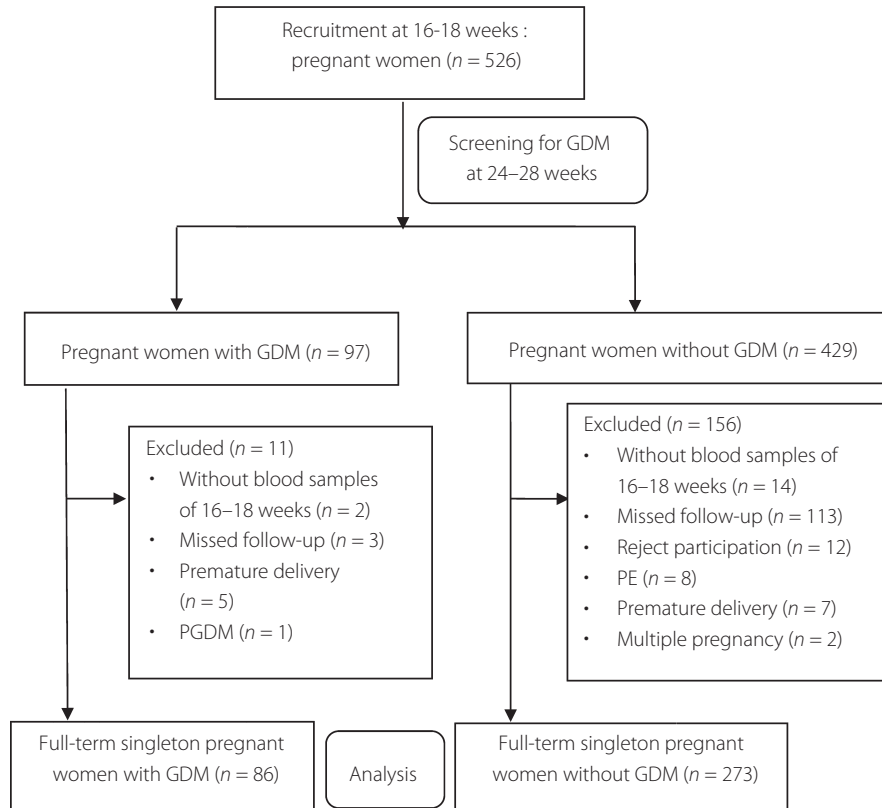 Recruitment at 16-18 weeks :
pregnant women (n = 526)
Screening for GDM
at 24–28 weeks
Pregnant women with GDM (n = 97)
Pregnant women without GDM (n = 429)
Excluded (n = 11)
• Without blood samples
of 16–18 weeks (n = 2)
• Missed follow-up (n = 3)
• Premature delivery
(n = 5)
• PGDM (n = 1)
Excluded (n = 156)
• Without blood samples of
16–18 weeks (n = 14)
• Missed follow-up (n = 113)
• Reject participation (n = 12)
• PE (n = 8)
• Premature delivery (n = 7)
• Multiple pregnancy (n = 2)
Full-term singleton pregnant
women with GDM (n = 86)
Analysis
Full-term singleton pregnant
women without GDM (n = 273)